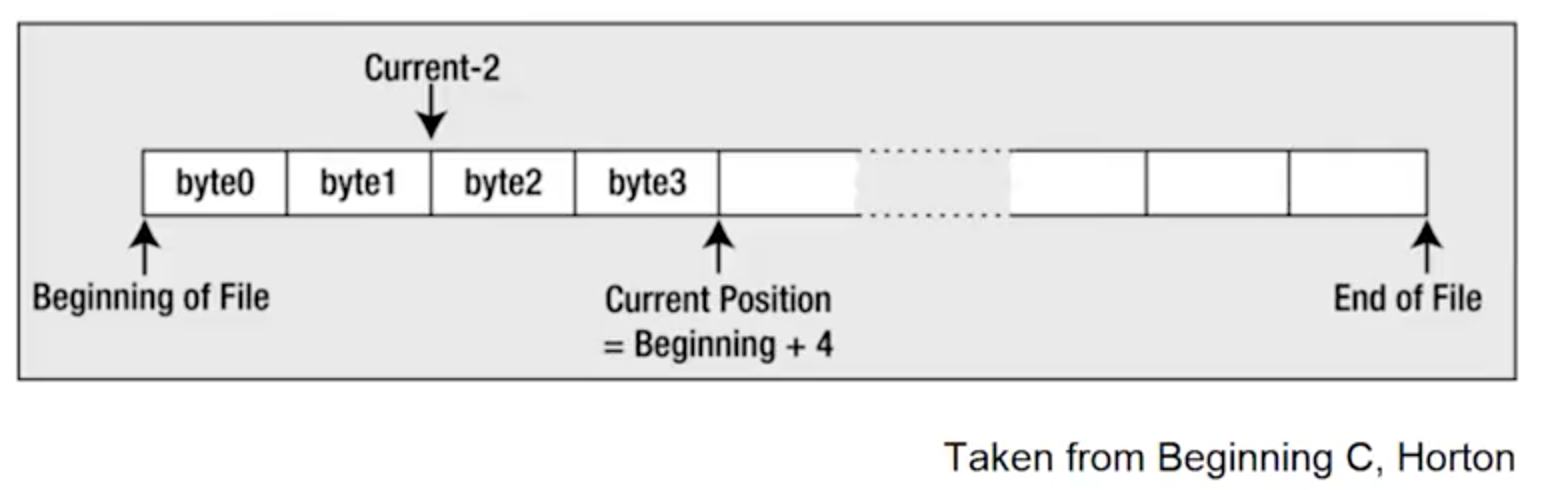 Current-2
byte0 byte1 byte2 byte3
Beginning of File
Current Position
= Beginning + 4
End of File
Taken from Beginning C, Horton